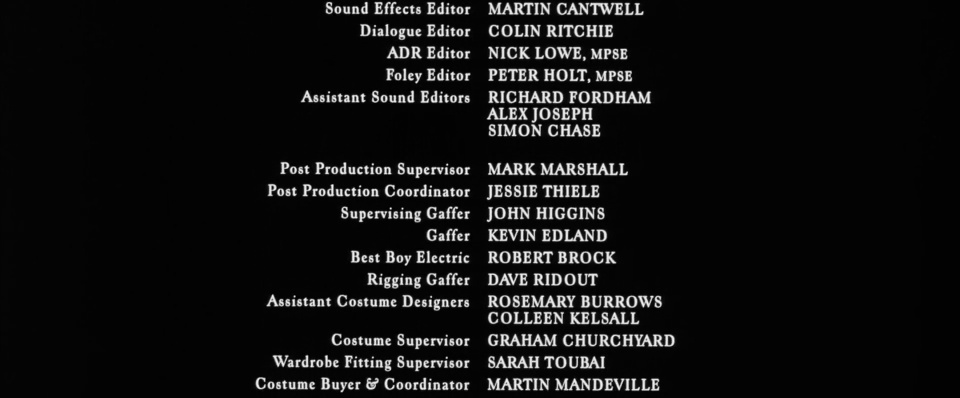 Sound Effects Editor MARTIN CANTWELL
Dialogue Editor COLIN RITCHIE
ADR Editor NICK LOWE, MPSE
Foley Editor PETER HOLT, MPSE
Assistant Sound Editors RICHARD FORDHAM
ALEX JOSEPH
SIMON CHASE
Post Production Supervisor MARK MARSHALL
Post Production Coordinator JESSIE THIELE
Supervising Gaffer JOHN HIGGINS
Gaffer KEVIN EDLAND
Best Boy Electric ROBERT BROCK
Rigging Gaffer DAVE RIDOUT
Assistant Costume Designers ROSEMARY BURROWS
COLLEEN KELSALL
Costume Supervisor GRAHAM CHURCHYARD
Wardrobe Fitting Supervisor SARAH TOUBAI
Costume Buyer & Coordinator MARTIN MANDEVILLE